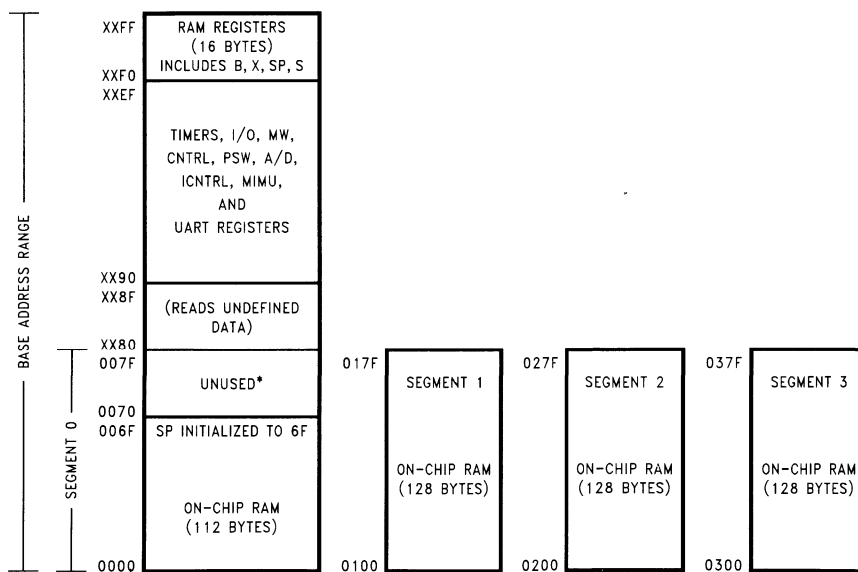 XXFF
RAM REGISTERS
(16 BYTES)
INCLUDES B, X, SP, S
XXF0
XXEF
TIMERS, I/O, MW,
CNTRL, PSW, A/D,
ICNTRL, MIMU,
AND
UART REGISTERS
BASE ADDRESS RANGE
XX90
XX8F
(READS UNDEFINED
DATA)
XX80
007F
UNUSED*
0070
006F
SP INITIALIZED TO 6F
SEGMENT 0
ON-CHIP RAM
(112 BYTES)
0000
017F
SEGMENT 1
ON-CHIP RAM
(128 BYTES)
0100
027F
SEGMENT 2
ON-CHIP RAM
(128 BYTES)
0200
037F
SEGMENT 3
ON-CHIP RAM
(128 BYTES)
0300